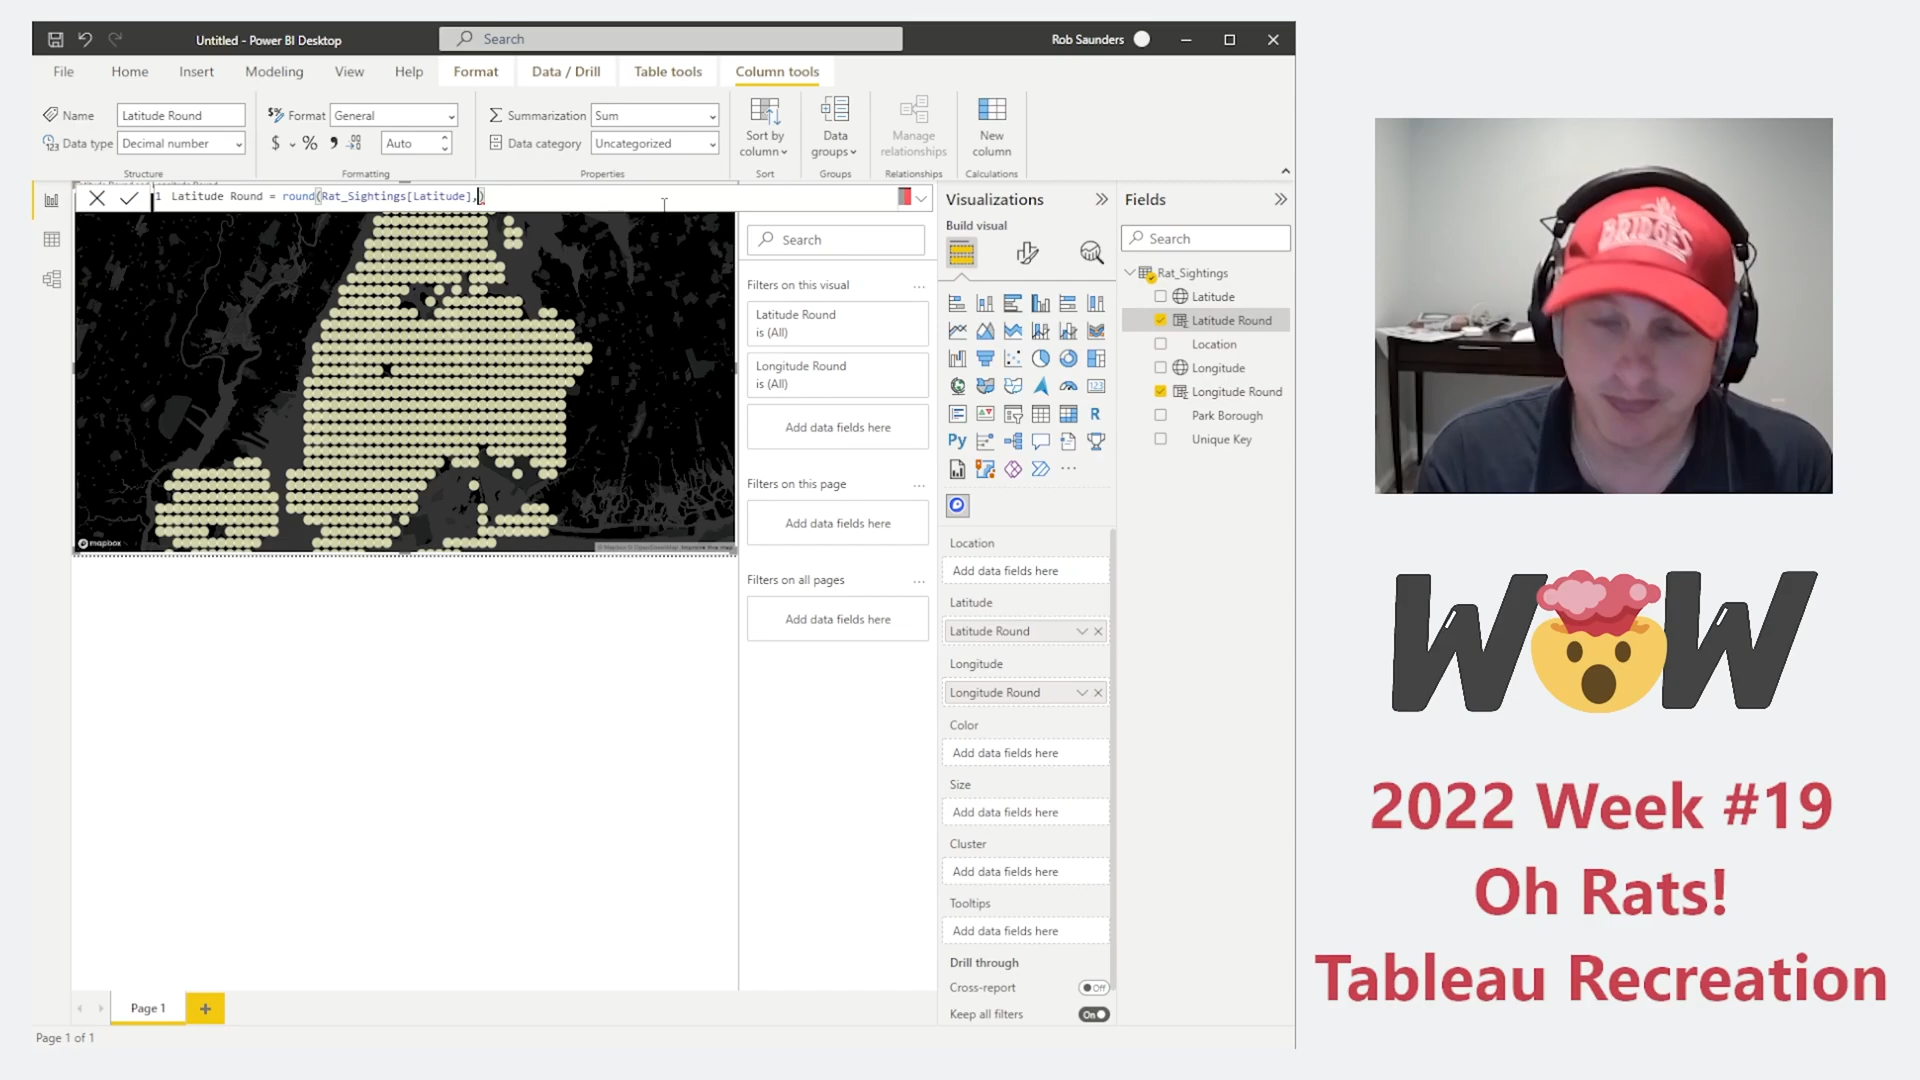 Untitled - Power BI Desktop
Search
Rob Saunders
File
Home
Insert
Modeling
View
Help
Format
Data / Drill
Table tools
Column tools
Name
Latitude Round
Format
General
Summarization
Sum
Data type
Decimal number
$
%
Auto
Data category
Uncategorized
Sort by
column
Data
groups
Manage
relationships
New
column
Structure
Formatting
Properties
Sort
Groups
Relationships
Calculations
1 Latitude Round = round(Rat_Sightings[Latitude],)
mapbox
Search
Filters on this visual
Latitude Round
is (All)
Longitude Round
is (All)
Add data fields here
Filters on this page
Add data fields here
Filters on all pages
Add data fields here
Visualizations
Build visual
123
R
Py
Location
Add data fields here
Latitude
Latitude Round
Longitude
Longitude Round
Color
Add data fields here
Size
Add data fields here
Cluster
Add data fields here
Tooltips
Add data fields here
Drill through
Cross-report
Off
Keep all filters
On
Fields
Search
Rat_Sightings
Latitude
Latitude Round
Location
Longitude
Longitude Round
Park Borough
Unique Key
Page 1
Page 1 of 1
BRIDGES
W W
2022 Week #19
Oh Rats!
Tableau Recreation